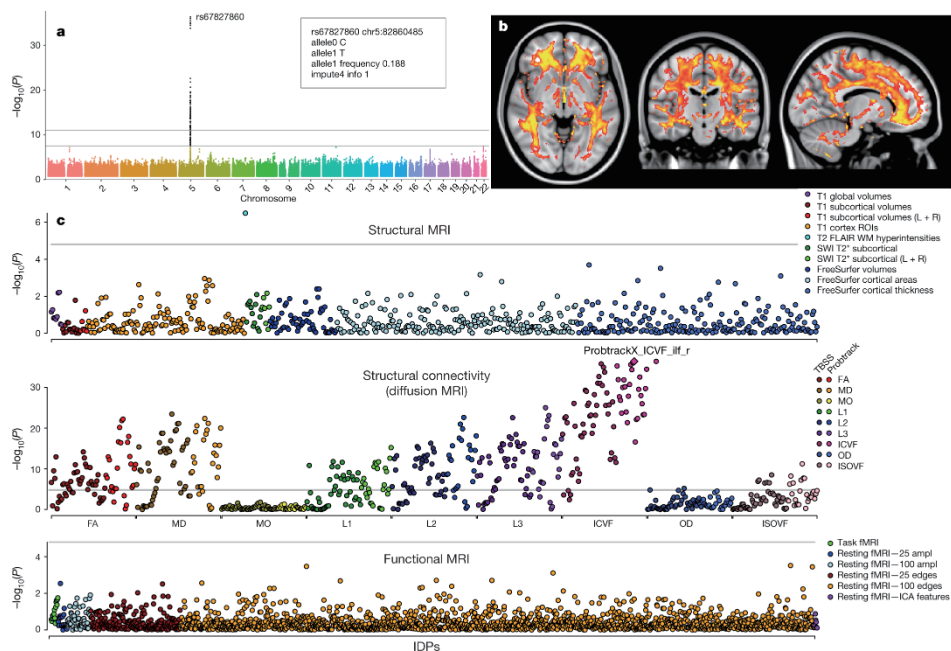 a
rs67827860
rs67827860 chr5:82860485
allele0 C
allele1 T
allele1 frequency 0.188
impute4 info 1
−log10(P)
30
20
10
0
1 2 3 4 5 6 7 8 9 10 11 12 13 14 15 16 17 18 19 20 21 22
Chromosome
b
c
Structural MRI
−log10(P)
6
4
2
0
T1 global volumes
T1 subcortical volumes
T1 subcortical volumes (L + R)
T1 cortex ROIs
T2 FLAIR WM hyperintensities
SWI T2* subcortical
SWI T2* subcortical (L + R)
FreeSurfer volumes
FreeSurfer cortical areas
FreeSurfer cortical thickness
ProbtrackX_ICVF_ilf_r
Structural connectivity
(diffusion MRI)
−log10(P)
30
20
10
0
FA MD MO L1 L2 L3 ICVF OD ISOVF
TBSS
Probtrack
FA
MD
MO
L1
L2
L3
ICVF
OD
ISOVF
Functional MRI
−log10(P)
4
2
0
IDPs
Task fMRI
Resting fMRI—25 ampl
Resting fMRI—100 ampl
Resting fMRI—25 edges
Resting fMRI—100 edges
Resting fMRI—ICA features